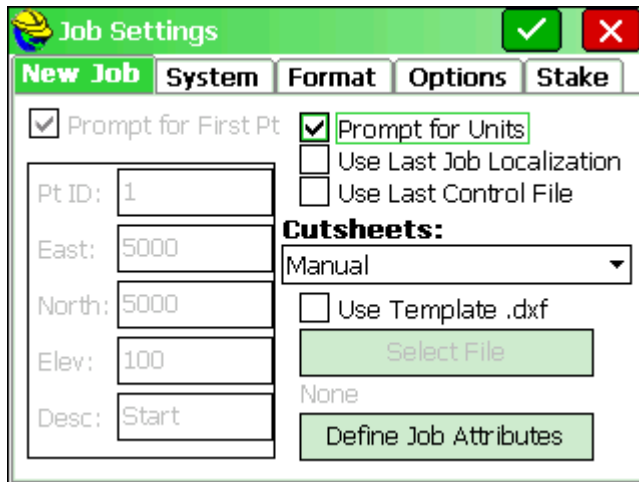 Job Settings
New Job
System
Format
Options
Stake
Prompt for First Pt
Pt ID: 1
East: 5000
North: 5000
Elev: 100
Desc: Start
Prompt for Units
Use Last Job Localization
Use Last Control File
Cutsheets:
Manual
Use Template .dxf
Select File
None
Define Job Attributes